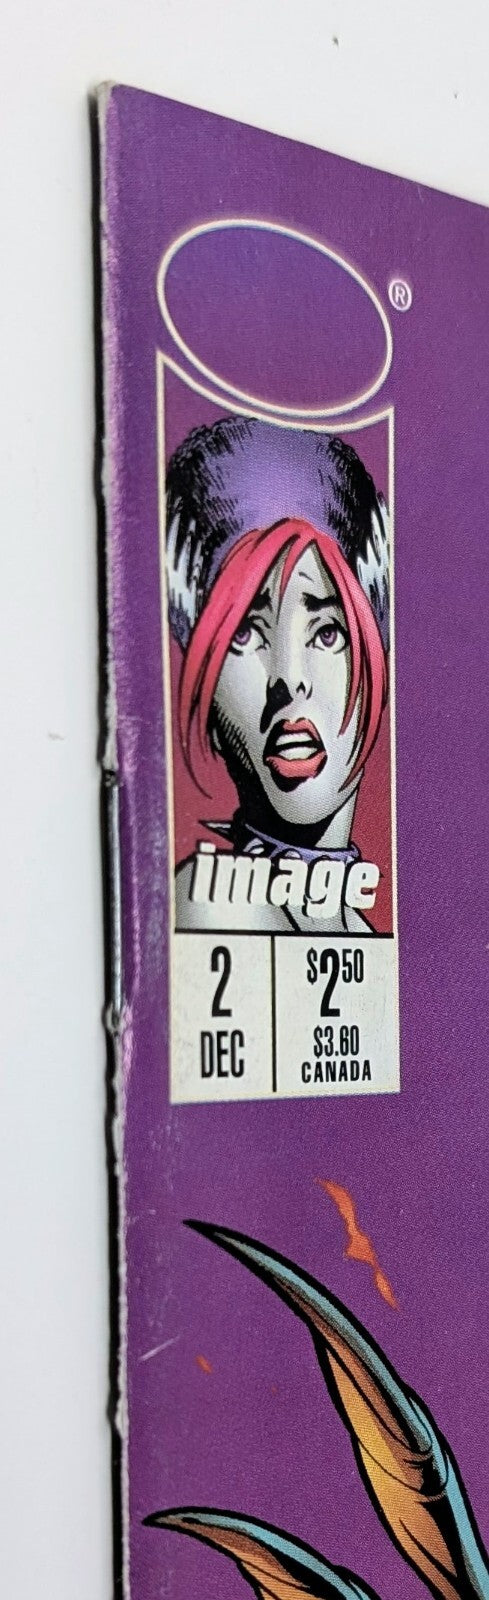 ®
image
2
DEC
$2.50
$3.60
CANADA